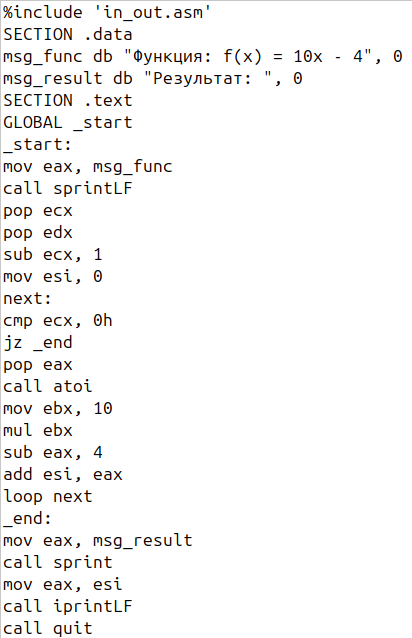 %include 'in_out.asm'
SECTION .data
msg_func db "Функция: f(x) = 10x - 4", 0
msg_result db "Результат: ", 0
SECTION .text
GLOBAL _start
_start:
mov eax, msg_func
call sprintLF
pop ecx
pop edx
sub ecx, 1
mov esi, 0
next:
cmp ecx, 0h
jz _end
pop eax
call atoi
mov ebx, 10
mul ebx
sub eax, 4
add esi, eax
loop next
_end:
mov eax, msg_result
call sprint
mov eax, esi
call iprintLF
call quit